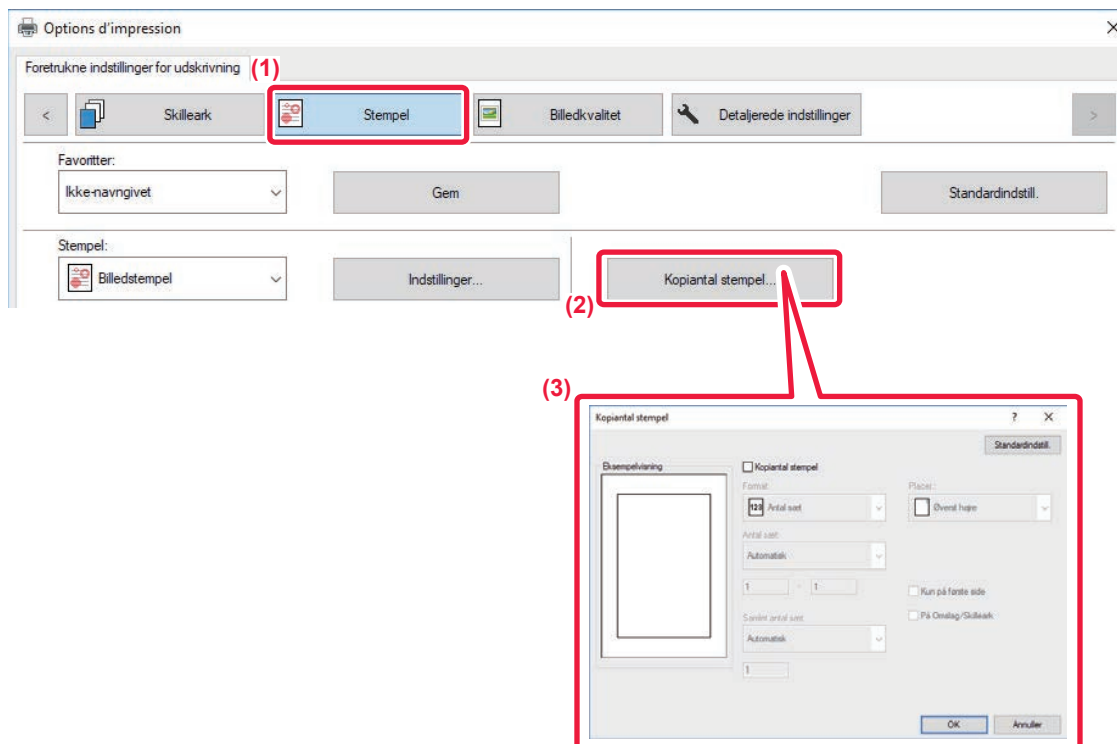 Options d'impression
Foretrukne indstillinger for udskrivning
(1)
< Skilleark Stempel Billedkvalitet Detaljerede indstillinger >
Favoritter:
Ikke-navngivet Gem Standardindstill.
Stempel:
Billedstempel Indstillinger... Kopiantal stempel...
(2)
(3)
Kopiantal stempel ? X
Standardindstill.
Eksempelvisning Kopiantal stempel
Format: Placer.:
123 Antal sæt Øverst højre
Antal sæt:
Automatisk
1 - 1 Kun på første side
Samlet antal sæt: På Omslag/Skilleark
Automatisk
1
OK Annuller